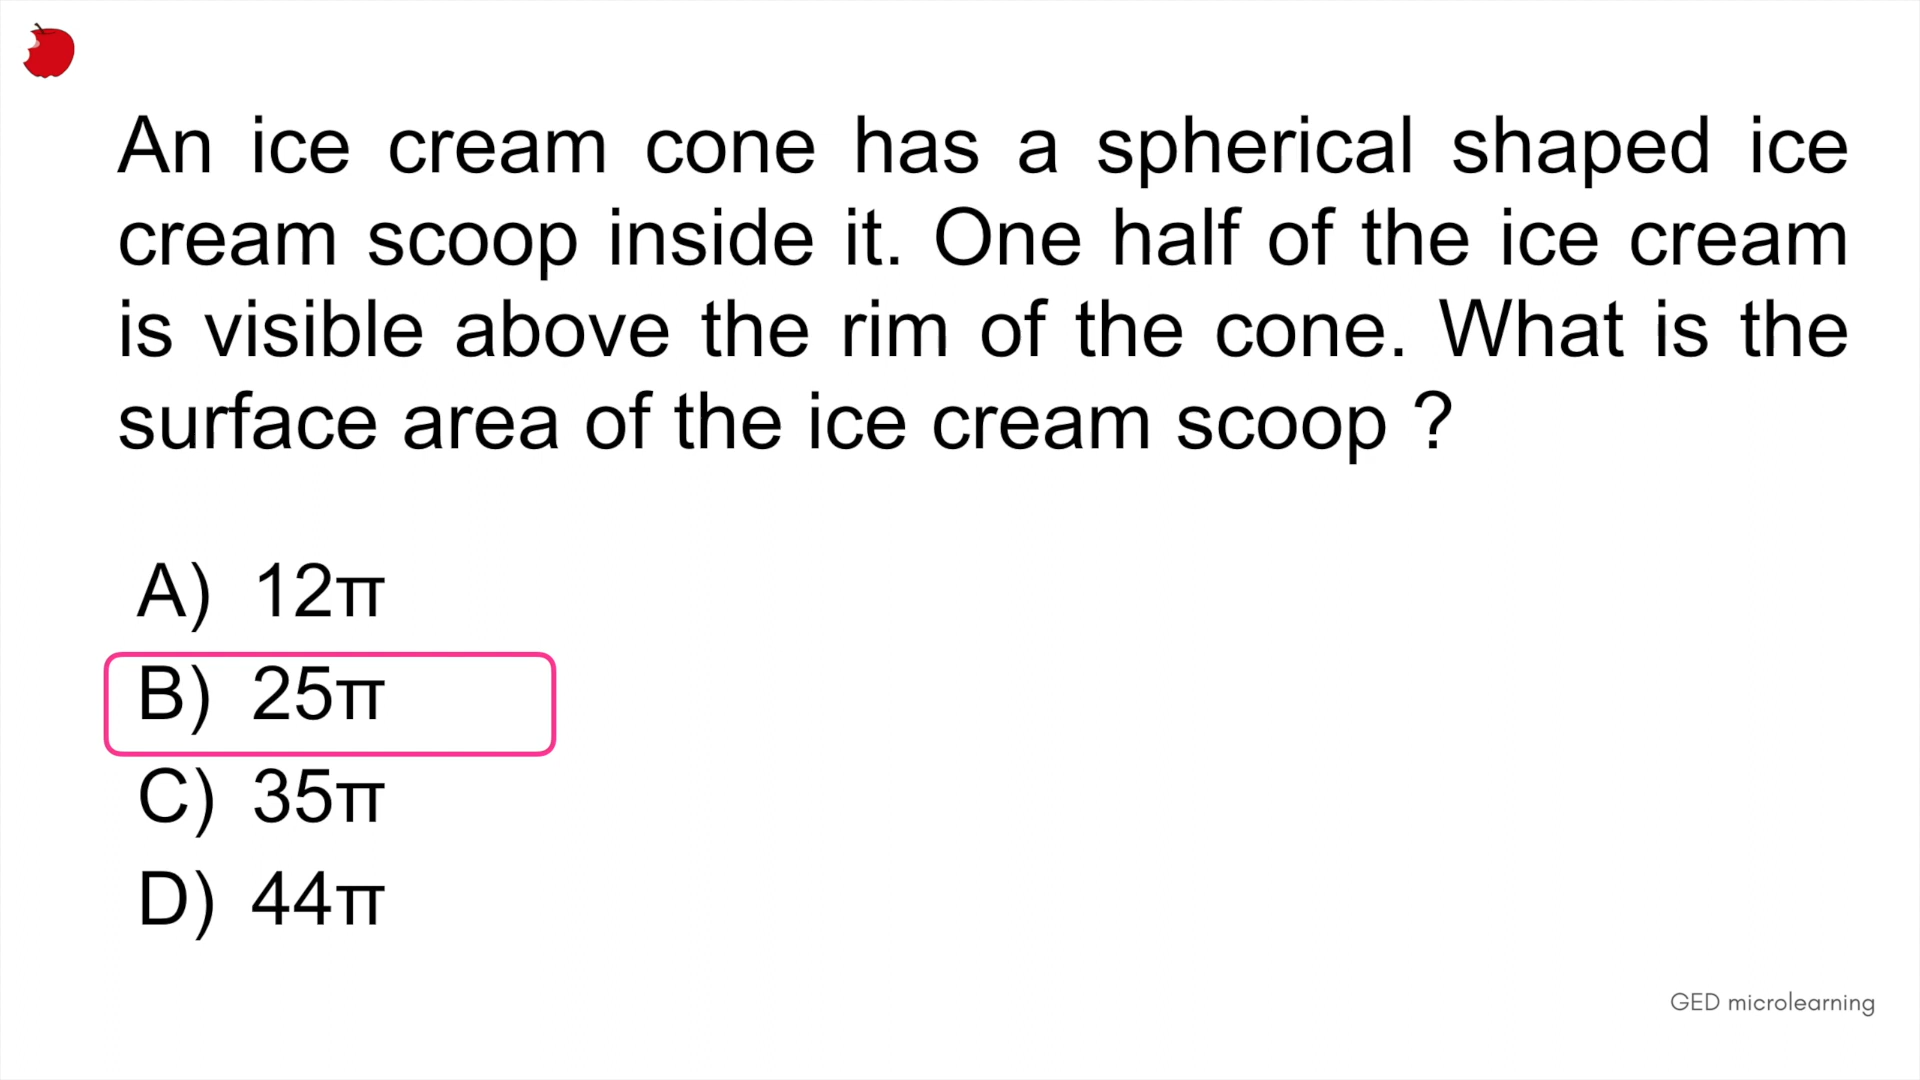 An ice cream cone has a spherical shaped ice
cream scoop inside it. One half of the ice cream
is visible above the rim of the cone. What is the
surface area of the ice cream scoop ?
A) 12π
B) 25π
C) 35π
D) 44π
GED microlearning